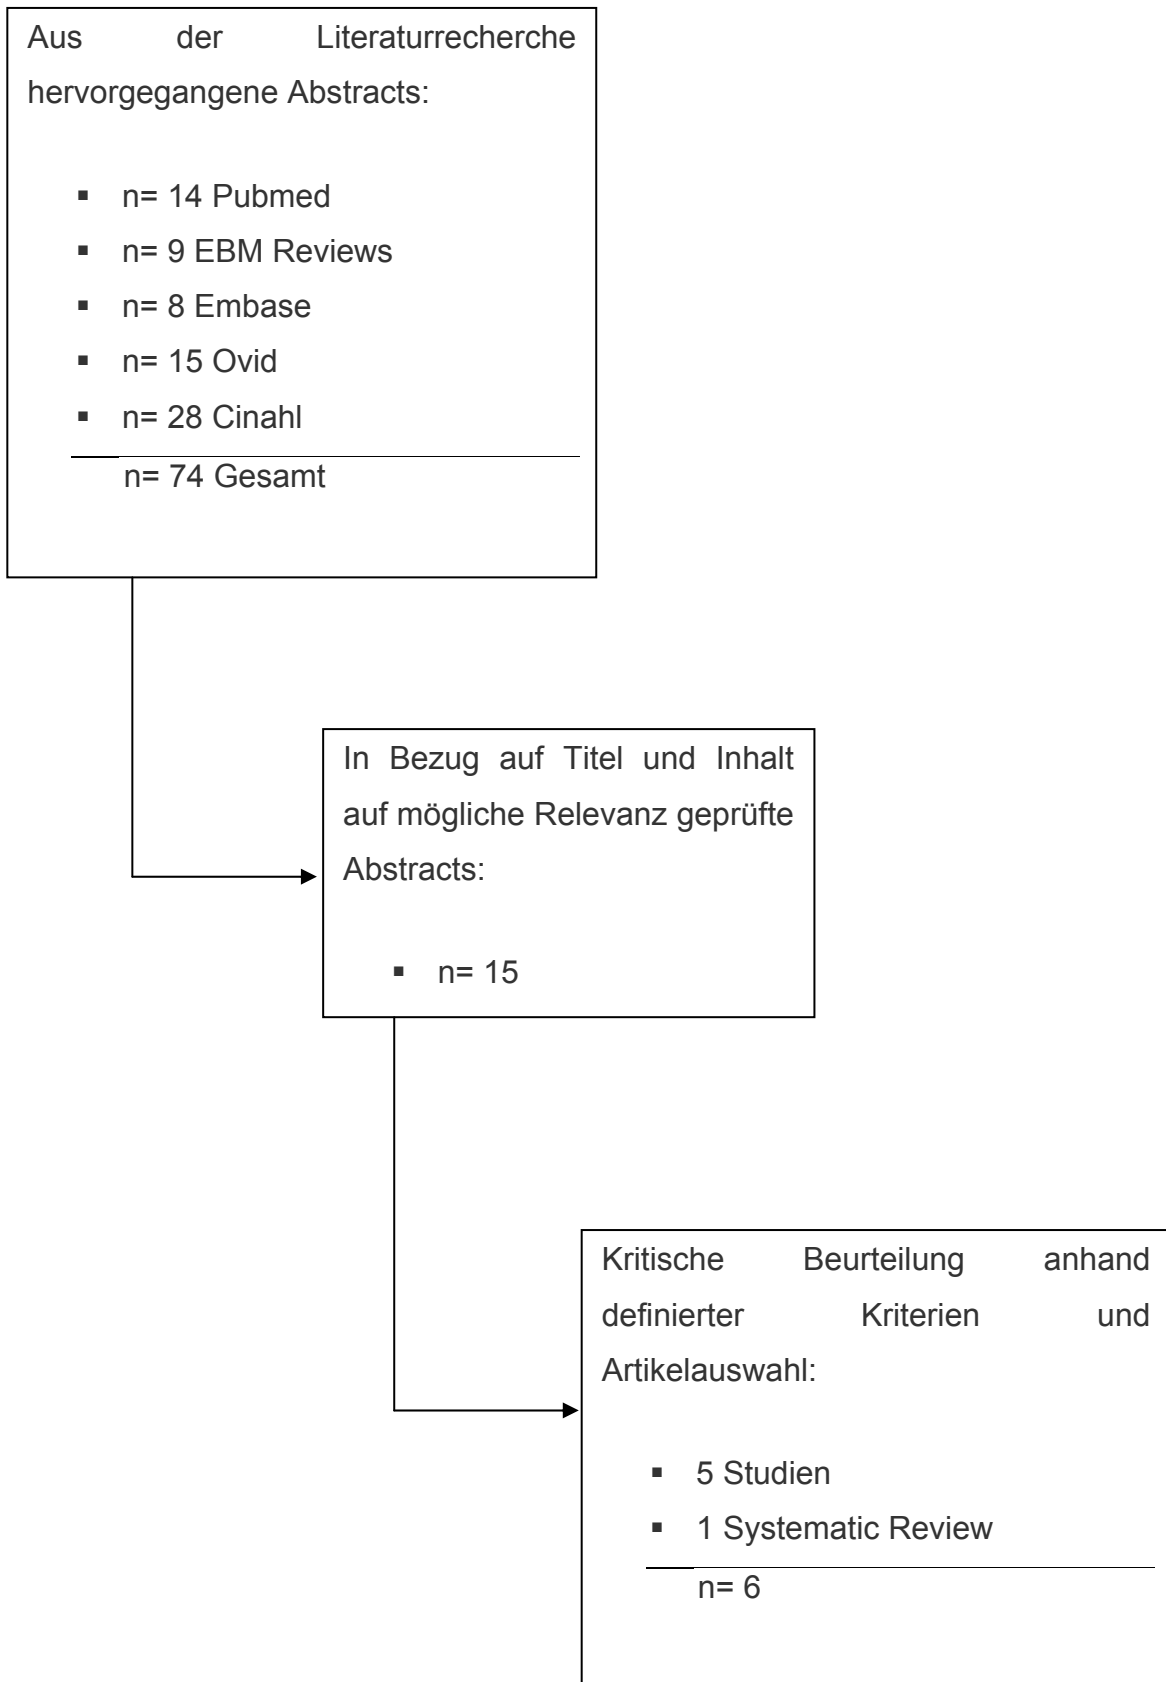 Aus der Literaturrecherche
hervorgegangene Abstracts:
▪ n= 14 Pubmed
▪ n= 9 EBM Reviews
▪ n= 8 Embase
▪ n= 15 Ovid
▪ n= 28 Cinahl
n= 74 Gesamt
In Bezug auf Titel und Inhalt
auf mögliche Relevanz geprüfte
Abstracts:
▪ n= 15
Kritische Beurteilung anhand
definierter Kriterien und
Artikelauswahl:
▪ 5 Studien
▪ 1 Systematic Review
n= 6